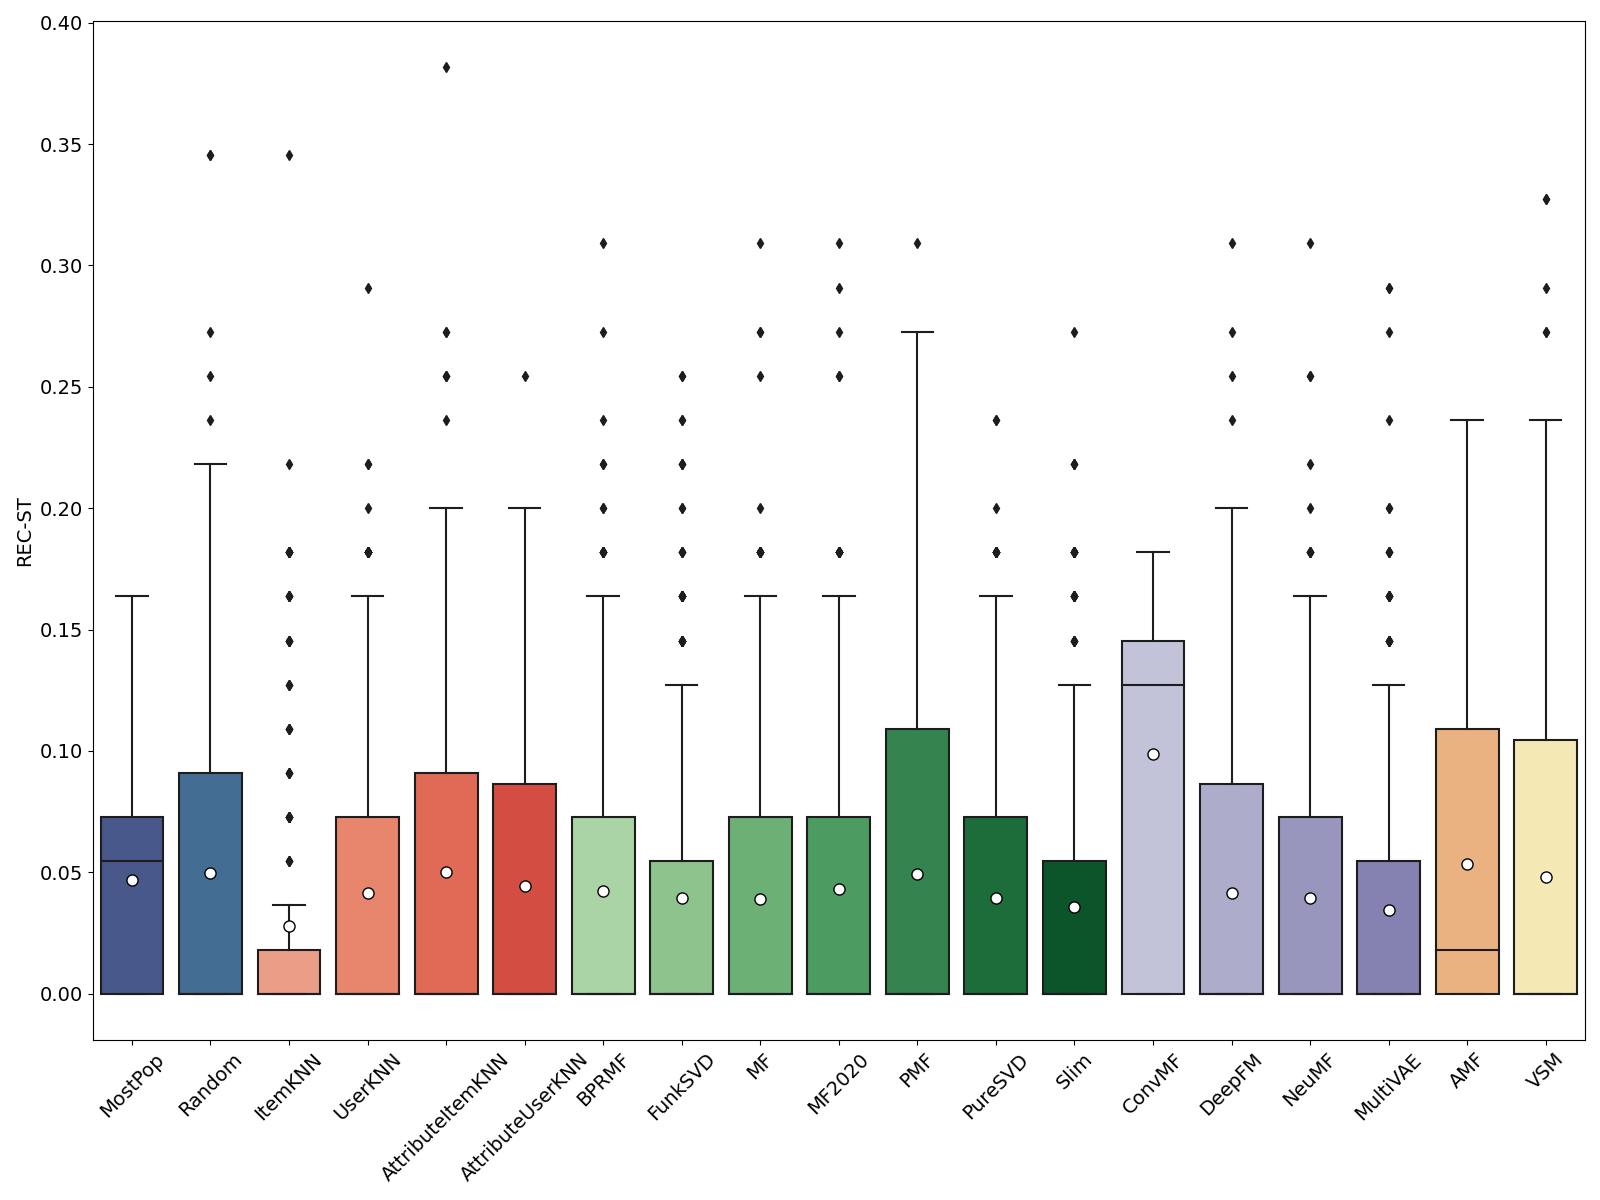 0.40
0.35
0.30
0.25
0.20
0.15
0.10
0.05
0.00
REC-ST
MostPop
Random
ItemKNN
UserKNN
AttributeItemKNN
AttributeUserKNN
BPRMF
FunkSVD
MF
MF2020
PMF
PureSVD
Slim
ConvMF
DeepFM
NeuMF
MultiVAE
AMF
VSM